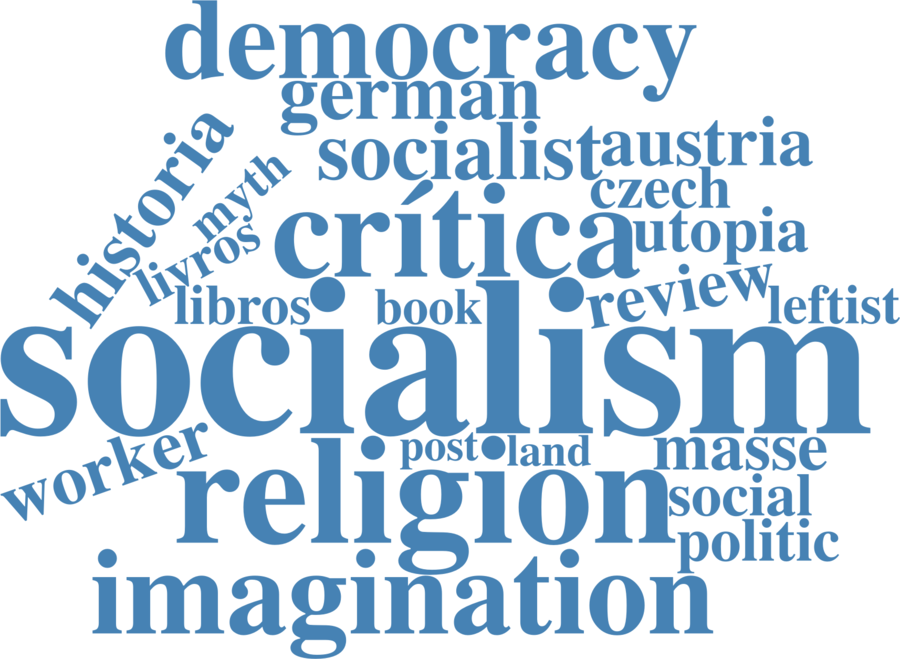 democracy
german
historia
socialist
austria
myth
czech
crítica
utopia
livros
review
libros
book
leftist
socialism
worker
post
land
masse
religion
social
politic
imagination